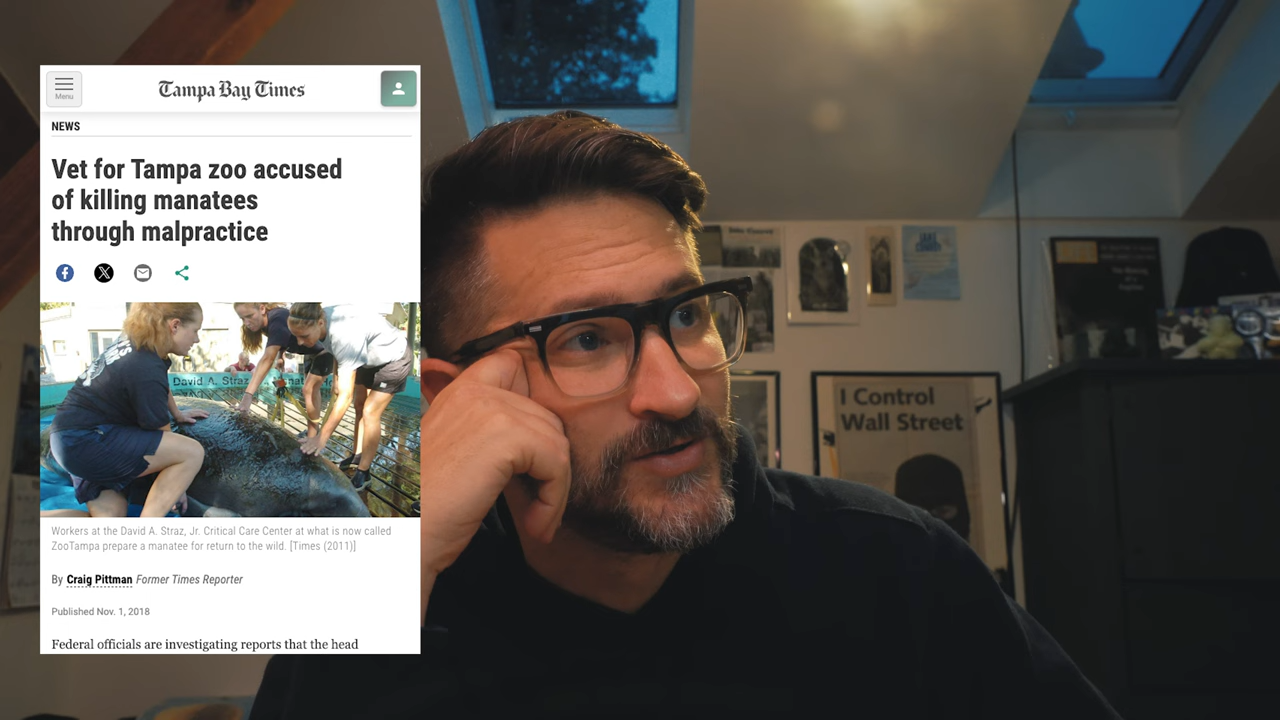 Menu
Tampa Bay Times
NEWS
Vet for Tampa zoo accused
of killing manatees
through malpractice
David A. Straz
Workers at the David A. Straz, Jr. Critical Care Center at what is now called
ZooTampa prepare a manatee for return to the wild. [Times (2011)]
By Craig Pittman Former Times Reporter
Published Nov. 1, 2018
Federal officials are investigating reports that the head
I Control
Wall Street